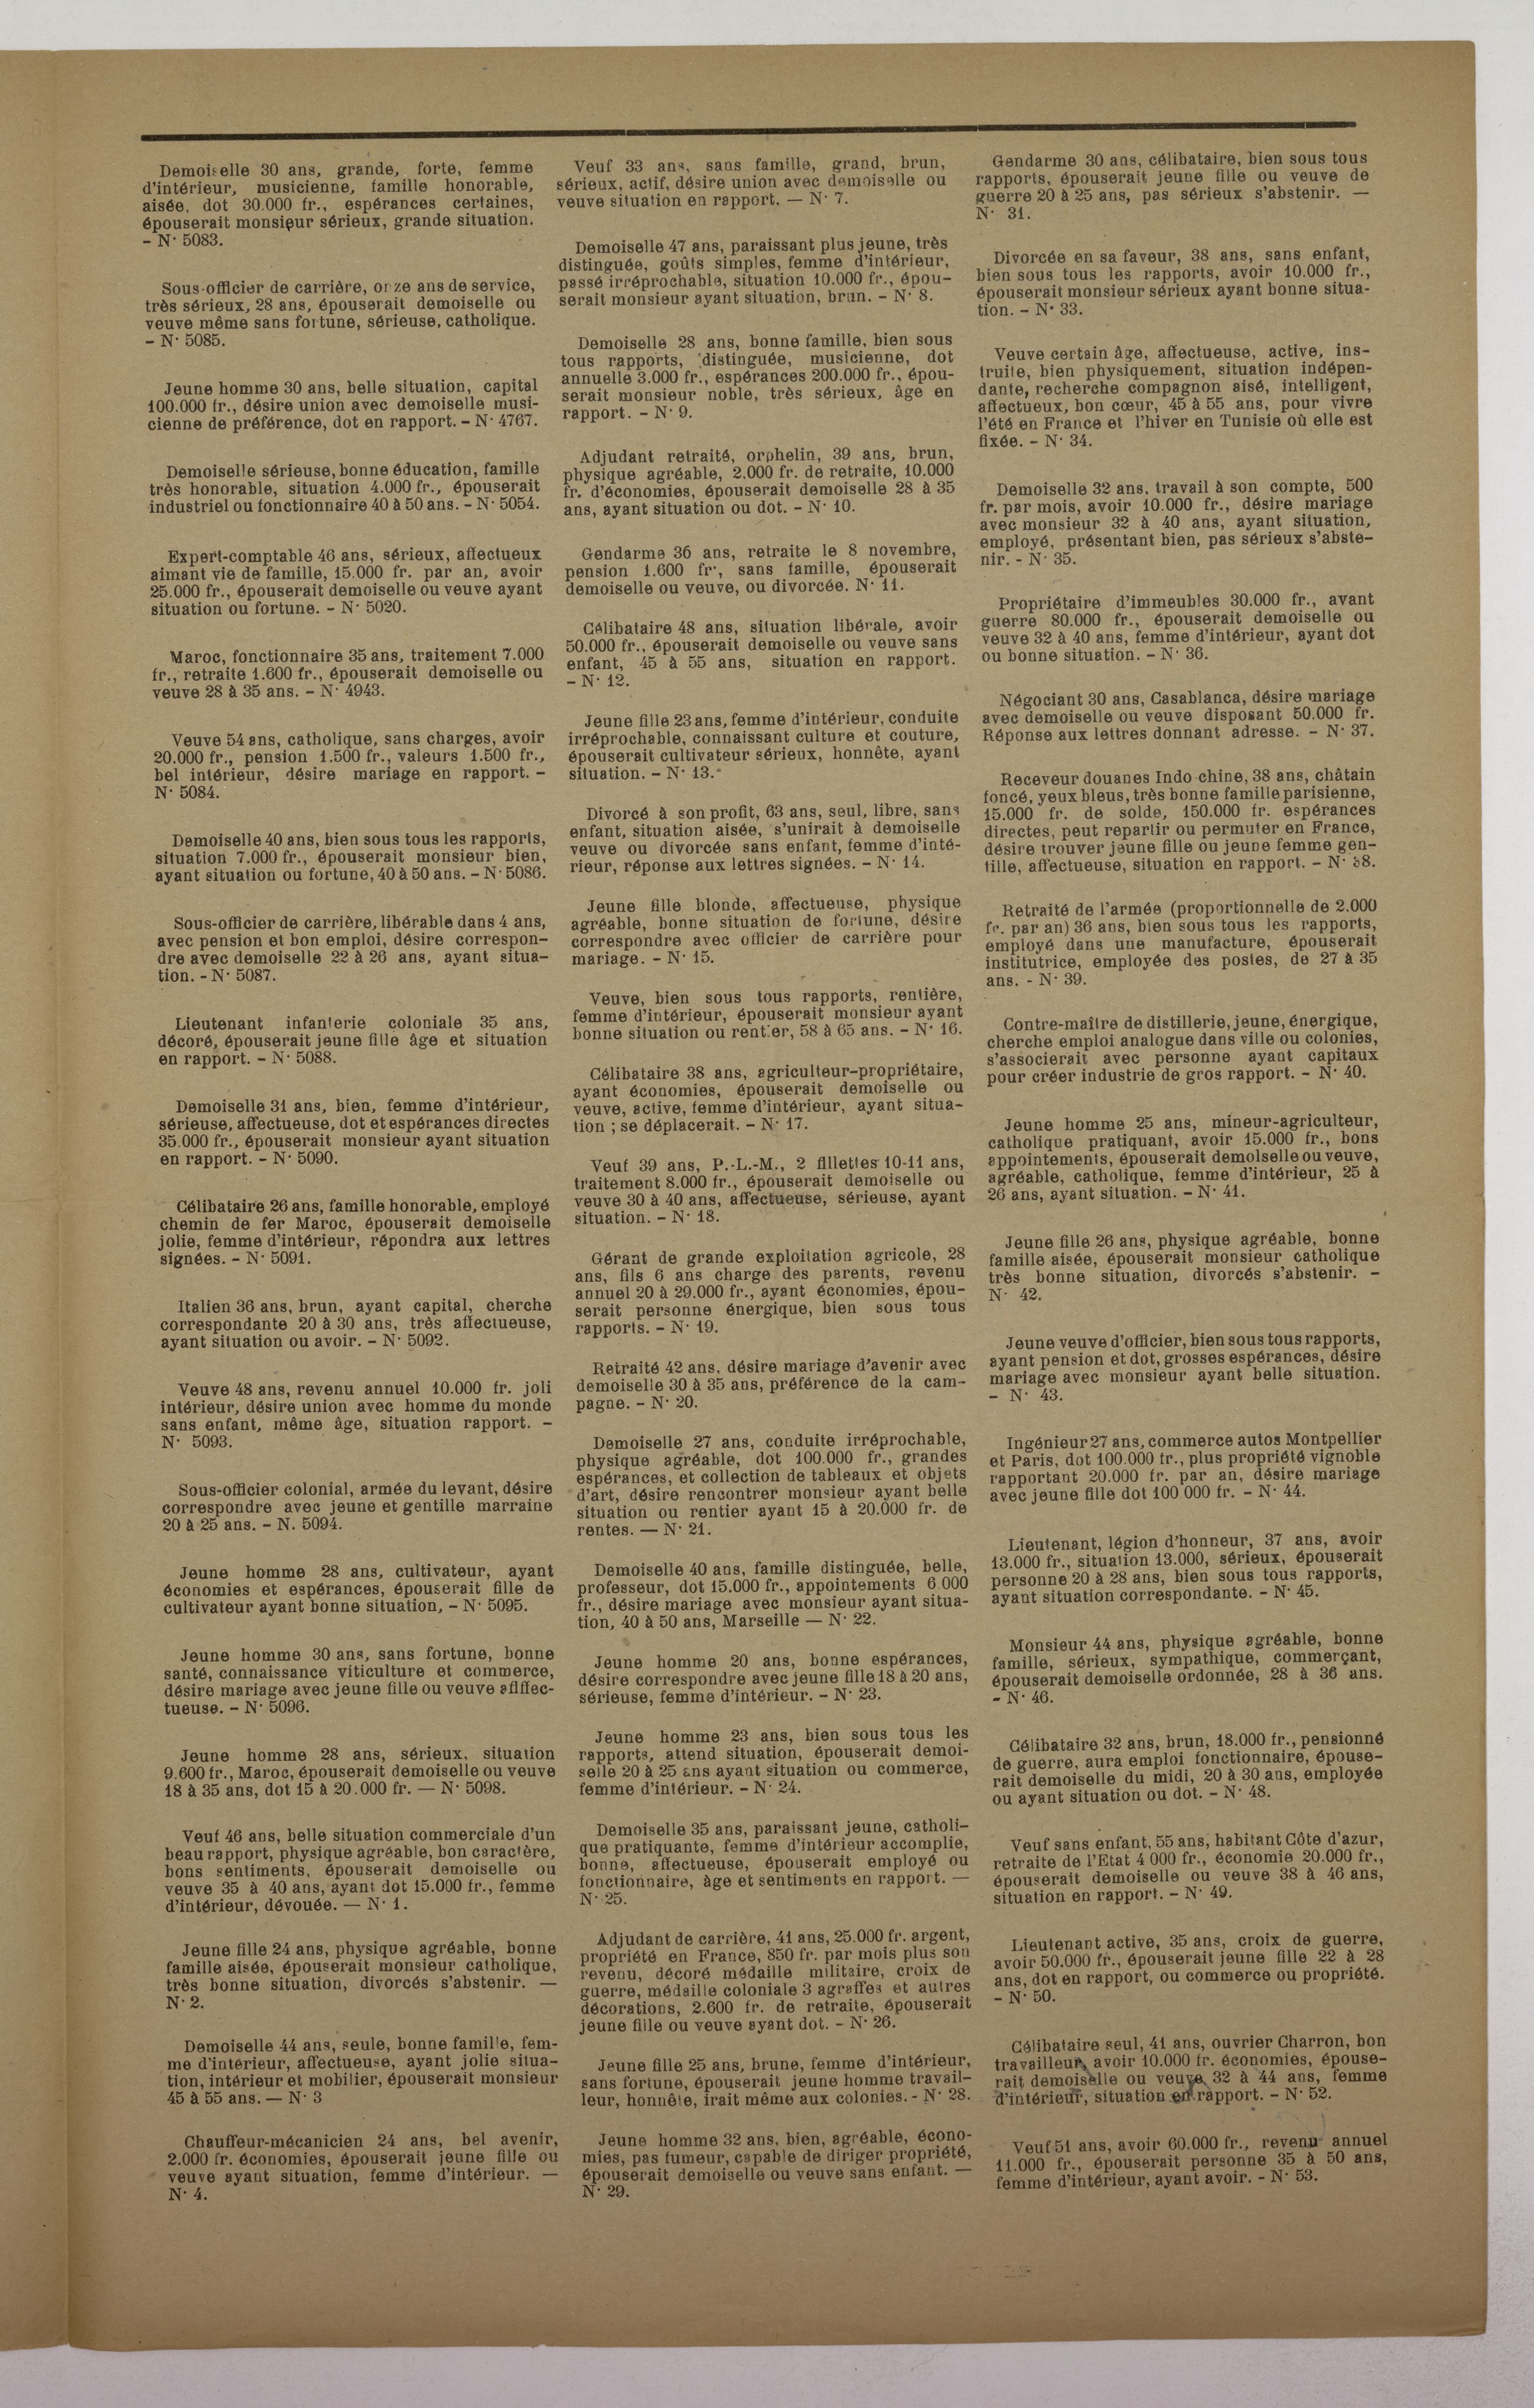 Demoiselle 30 ans, grande, forte, femme
d'intérieur, musicienne, famille honorable,
aisée, dot 30.000 fr., espérances certaines,
épouserait monsieur sérieux, grande situation.
– N· 5083.
Sous-officier de carrière, onze ans de service,
très sérieux, 28 ans, épouserait demoiselle ou
veuve même sans fortune, sérieuse, catholique.
– N· 5085.
Jeune homme 30 ans, belle situation, capital
100.000 fr., désire union avec demoiselle musi-
cienne de préférence, dot en rapport. – N· 4767.
Demoiselle sérieuse, bonne éducation, famille
très honorable, situation 4.000 fr., épouserait
industriel ou fonctionnaire 40 à 50 ans. – N· 5054.
Expert-comptable 46 ans, sérieux, affectueux
aimant vie de famille, 15.000 fr. par an, avoir
25.000 fr., épouserait demoiselle ou veuve ayant
situation ou fortune. – N· 5020.
Maroc, fonctionnaire 35 ans, traitement 7.000
fr., retraite 1.600 fr., épouserait demoiselle ou
veuve 28 à 35 ans. – N· 4943.
Veuve 54 ans, catholique, sans charges, avoir
20.000 fr., pension 1.500 fr., valeurs 1.500 fr.,
bel intérieur, désire mariage en rapport. –
N· 5084.
Demoiselle 40 ans, bien sous tous les rapports,
situation 7.000 fr., épouserait monsieur bien,
ayant situation ou fortune, 40 à 50 ans. – N· 5086.
Sous-officier de carrière, libérable dans 4 ans,
avec pension et bon emploi, désire correspon-
dre avec demoiselle 22 à 26 ans, ayant situa-
tion. - N· 5087.
Lieutenant infanterie coloniale 35 ans,
décoré, épouserait jeune fille âge et situation
en rapport. – N· 5088.
Demoiselle 31 ans, bien, femme d'intérieur,
sérieuse, affectueuse, dot et espérances directes
35.000 fr., épouserait monsieur ayant situation
en rapport. – N· 5090.
Célibataire 26 ans, famille honorable, employé
chemin de fer Maroc, épouserait demoiselle
jolie, femme d'intérieur, répondra aux lettres
signées. – N· 5091.
Italien 36 ans, brun, ayant capital, cherche
correspondante 20 à 30 ans, très affectueuse,
ayant situation ou avoir. – N· 5092.
Veuve 48 ans, revenu annuel 10.000 fr. joli
intérieur, désire union avec homme du monde
sans enfant, même âge, situation rapport. –
N· 5093.
Sous-officier colonial, armée du levant, désire
correspondre avec jeune et gentille marraine
20 à 25 ans. – N. 5094.
Jeune homme 28 ans, cultivateur, ayant
économies et espérances, épouserait fille de
cultivateur ayant bonne situation, – N· 5095.
Jeune homme 30 ans, sans fortune, bonne
santé, connaissance viticulture et commerce,
désire mariage avec jeune fille ou veuve afffec-
tueuse. – N· 5096.
Jeune homme 28 ans, sérieux, situation
9.600 fr., Maroc, épouserait demoiselle ou veuve
18 à 35 ans, dot 15 à 20.000 fr. — N· 5098.
Veuf 46 ans, belle situation commerciale d'un
beau rapport, physique agréable, bon caractère,
bons sentiments, épouserait demoiselle ou
veuve 35 à 40 ans, ayant dot 15.000 fr., femme
d'intérieur, dévouée. — N· 1.
Jeune fille 24 ans, physique agréable, bonne
famille aisée, épouserait monsieur catholique,
très bonne situation, divorcés s'abstenir. —
N· 2.
Demoiselle 44 ans, seule, bonne famille, fem-
me d'intérieur, affectueuse, ayant jolie situa-
tion, intérieur et mobilier, épouserait monsieur
45 à 55 ans. — N· 3
Chauffeur-mécanicien 24 ans, bel avenir,
2.000 fr. économies, épouserait jeune fille ou
veuve ayant situation, femme d'intérieur. —
N· 4.
Veuf 33 ans, sans famille, grand, brun,
sérieux, actif, désire union avec demoiselle ou
veuve situation en rapport. — N· 7.
Demoiselle 47 ans, paraissant plus jeune, très
distinguée, goûts simples, femme d'intérieur,
passé irréprochable, situation 10.000 fr., épou-
serait monsieur ayant situation, brun. – N· 8.
Demoiselle 28 ans, bonne famille, bien sous
tous rapports, distinguée, musicienne, dot
annuelle 3.000 fr., espérances 200.000 fr., épou-
serait monsieur noble, très sérieux, âge en
rapport. – N· 9.
Adjudant retraité, orphelin, 39 ans, brun,
physique agréable, 2.000 fr. de retraite, 10.000
fr. d'économies, épouserait demoiselle 28 à 35
ans, ayant situation ou dot. – N· 10.
Gendarme 36 ans, retraite le 8 novembre,
pension 1.600 fr·, sans famille, épouserait
demoiselle ou veuve, ou divorcée. N· 11.
Célibataire 48 ans, situation libérale, avoir
50.000 fr., épouserait demoiselle ou veuve sans
enfant, 45 à 55 ans, situation en rapport.
– N· 12.
Jeune fille 23 ans, femme d'intérieur, conduite
irréprochable, connaissant culture et couture,
épouserait cultivateur sérieux, honnête, ayant
situation. – N· 13.
Divorcé à son profit, 63 ans, seul, libre, sans
enfant, situation aisée, s'unirait à demoiselle
veuve ou divorcée sans enfant, femme d'inté-
rieur, réponse aux lettres signées. – N· 14.
Jeune fille blonde, affectueuse, physique
agréable, bonne situation de fortune, désire
correspondre avec officier de carrière pour
mariage. – N· 15.
Veuve, bien sous tous rapports, rentière,
femme d'intérieur, épouserait monsieur ayant
bonne situation ou rentier, 58 à 65 ans. – N· 16.
Célibataire 38 ans, agriculteur-propriétaire,
ayant économies, épouserait demoiselle ou
veuve, active, femme d'intérieur, ayant situa-
tion ; se déplacerait. – N· 17.
Veuf 39 ans, P.-L.-M., 2 fillettes 10-11 ans,
traitement 8.000 fr., épouserait demoiselle ou
veuve 30 à 40 ans, affectueuse, sérieuse, ayant
situation. – N· 18.
Gérant de grande exploitation agricole, 28
ans, fils 6 ans charge des parents, revenu
annuel 20 à 29.000 fr., ayant économies, épou-
serait personne énergique, bien sous tous
rapports. – N· 19.
Retraité 42 ans, désire mariage d'avenir avec
demoiselle 30 à 35 ans, préférence de la cam-
pagne. – N· 20.
Demoiselle 27 ans, conduite irréprochable,
physique agréable, dot 100.000 fr., grandes
espérances, et collection de tableaux et objets
d'art, désire rencontrer monsieur ayant belle
situation ou rentier ayant 15 à 20.000 fr. de
rentes. — N· 21.
Demoiselle 40 ans, famille distinguée, belle,
professeur, dot 15.000 fr., appointements 6.000
fr., désire mariage avec monsieur ayant situa-
tion, 40 à 50 ans, Marseille — N· 22.
Jeune homme 20 ans, bonne espérances,
désire correspondre avec jeune fille 18 à 20 ans,
sérieuse, femme d'intérieur. – N· 23.
Jeune homme 23 ans, bien sous tous les
rapports, attend situation, épouserait demoi-
selle 20 à 25 ans ayant situation ou commerce,
femme d'intérieur. – N· 24.
Demoiselle 35 ans, paraissant jeune, catholi-
que pratiquante, femme d'intérieur accomplie,
bonne, affectueuse, épouserait employé ou
fonctionnaire, âge et sentiments en rapport. —
N· 25.
Adjudant de carrière, 41 ans, 25.000 fr. argent,
propriété en France, 850 fr. par mois plus son
revenu, décoré médaille militaire, croix de
guerre, médaille coloniale 3 agraffes et autres
décorations, 2.600 fr. de retraite, épouserait
jeune fille ou veuve ayant dot. – N· 26.
Jeune fille 25 ans, brune, femme d'intérieur,
sans fortune, épouserait jeune homme travail-
leur, honnête, irait même aux colonies. - N· 28.
Jeune homme 32 ans, bien, agréable, écono-
mies, pas fumeur, capable de diriger propriété,
épouserait demoiselle ou veuve sans enfant. —
N· 29.
Gendarme 30 ans, célibataire, bien sous tous
rapports, épouserait jeune fille ou veuve de
guerre 20 à 25 ans, pas sérieux s'abstenir. —
N· 31.
Divorcée en sa faveur, 38 ans, sans enfant,
bien sous tous les rapports, avoir 10.000 fr.,
épouserait monsieur sérieux ayant bonne situa-
tion. – N· 33.
Veuve certain âge, affectueuse, active, ins-
truite, bien physiquement, situation indépen-
dante, recherche compagnon aisé, intelligent,
affectueux, bon cœur, 45 à 55 ans, pour vivre
l'été en France et l'hiver en Tunisie où elle est
fixée. – N· 34.
Demoiselle 32 ans, travail à son compte, 500
fr. par mois, avoir 10.000 fr., désire mariage
avec monsieur 32 à 40 ans, ayant situation,
employé, présentant bien, pas sérieux s'abste-
nir. - N· 35.
Propriétaire d'immeubles 30.000 fr., avant
guerre 80.000 fr., épouserait demoiselle ou
veuve 32 à 40 ans, femme d'intérieur, ayant dot
ou bonne situation. – N· 36.
Négociant 30 ans, Casablanca, désire mariage
avec demoiselle ou veuve disposant 50.000 fr.
Réponse aux lettres donnant adresse. – N· 37.
Receveur douanes Indo-chine, 38 ans, châtain
foncé, yeux bleus, très bonne famille parisienne,
15.000 fr. de solde, 150.000 fr. espérances
directes, peut repartir ou permuter en France,
désire trouver jeune fille ou jeune femme gen-
tille, affectueuse, situation en rapport. – N· 38.
Retraité de l'armée (proportionnelle de 2.000
fr. par an) 36 ans, bien sous tous les rapports,
employé dans une manufacture, épouserait
institutrice, employée des postes, de 27 à 35
ans. - N· 39.
Contre-maître de distillerie, jeune, énergique,
cherche emploi analogue dans ville ou colonies,
s'associerait avec personne ayant capitaux
pour créer industrie de gros rapport. – N· 40.
Jeune homme 25 ans, mineur-agriculteur,
catholique pratiquant, avoir 15.000 fr., bons
appointements, épouserait demoiselle ou veuve,
agréable, catholique, femme d'intérieur, 25 à
26 ans, ayant situation. – N· 41.
Jeune fille 26 ans, physique agréable, bonne
famille aisée, épouserait monsieur catholique
très bonne situation, divorcés s'abstenir. –
N· 42.
Jeune veuve d'officier, bien sous tous rapports,
ayant pension et dot, grosses espérances, désire
mariage avec monsieur ayant belle situation.
– N· 43.
Ingénieur 27 ans, commerce autos Montpellier
et Paris, dot 100.000 fr., plus propriété vignoble
rapportant 20.000 fr. par an, désire mariage
avec jeune fille dot 100 000 fr. – N· 44.
Lieutenant, légion d'honneur, 37 ans, avoir
13.000 fr., situation 13.000, sérieux, épouserait
personne 20 à 28 ans, bien sous tous rapports,
ayant situation correspondante. – N· 45.
Monsieur 44 ans, physique agréable, bonne
famille, sérieux, sympathique, commerçant,
épouserait demoiselle ordonnée, 28 à 36 ans.
– N· 46.
Célibataire 32 ans, brun, 18.000 fr., pensionné
de guerre, aura emploi fonctionnaire, épouse-
rait demoiselle du midi, 20 à 30 ans, employée
ou ayant situation ou dot. – N· 48.
Veuf sans enfant, 55 ans, habitant Côte d'azur,
retraite de l'Etat 4 000 fr., économie 20.000 fr.,
épouserait demoiselle ou veuve 38 à 46 ans,
situation en rapport. – N· 49.
Lieutenant active, 35 ans, croix de guerre,
avoir 50.000 fr., épouserait jeune fille 22 à 28
ans, dot en rapport, ou commerce ou propriété.
– N· 50.
Célibataire seul, 41 ans, ouvrier Charron, bon
travailleur, avoir 10.000 fr. économies, épouse-
rait demoiselle ou veuve 32 à 44 ans, femme
d'intérieur, situation en rapport. – N· 52.
Veuf 51 ans, avoir 60.000 fr., revenu annuel
11.000 fr., épouserait personne 35 à 50 ans,
femme d'intérieur, ayant avoir. - N· 53.